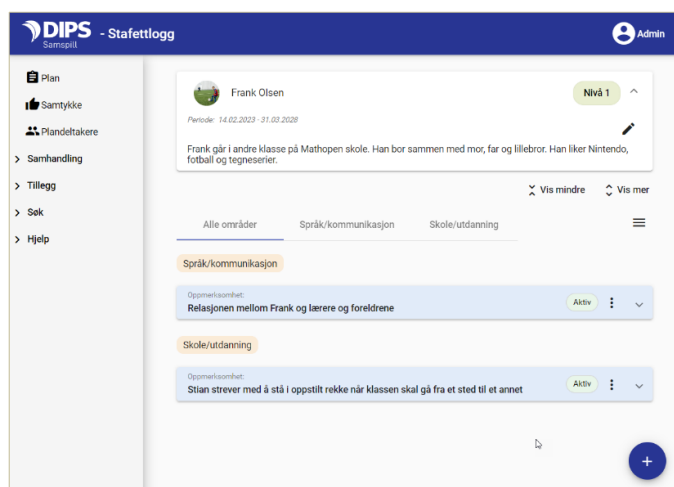 DIPS - Stafettlogg
Samspill
Admin
Plan
Samtykke
Plandeltakere
Samhandling
Tillegg
Søk
Hjelp
Frank Olsen
Nivå 1
Periode: 14.02.2023 - 31.03.2028
Frank går i andre klasse på Mathopen skole. Han bor sammen med mor, far og lillebror. Han liker Nintendo,
fotball og tegneserier.
Vis mindre Vis mer
Alle områder Språk/kommunikasjon Skole/utdanning
Språk/kommunikasjon
Oppmerksomhet:
Relasjonen mellom Frank og lærere og foreldrene
Aktiv
Skole/utdanning
Oppmerksomhet:
Stian strever med å stå i oppstilt rekke når klassen skal gå fra et sted til et annet
Aktiv